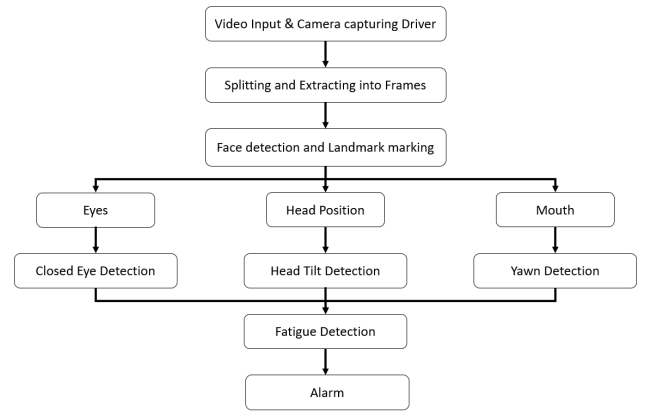 Video Input & Camera capturing Driver
Splitting and Extracting into Frames
Face detection and Landmark marking
Eyes
Head Position
Mouth
Closed Eye Detection
Head Tilt Detection
Yawn Detection
Fatigue Detection
Alarm